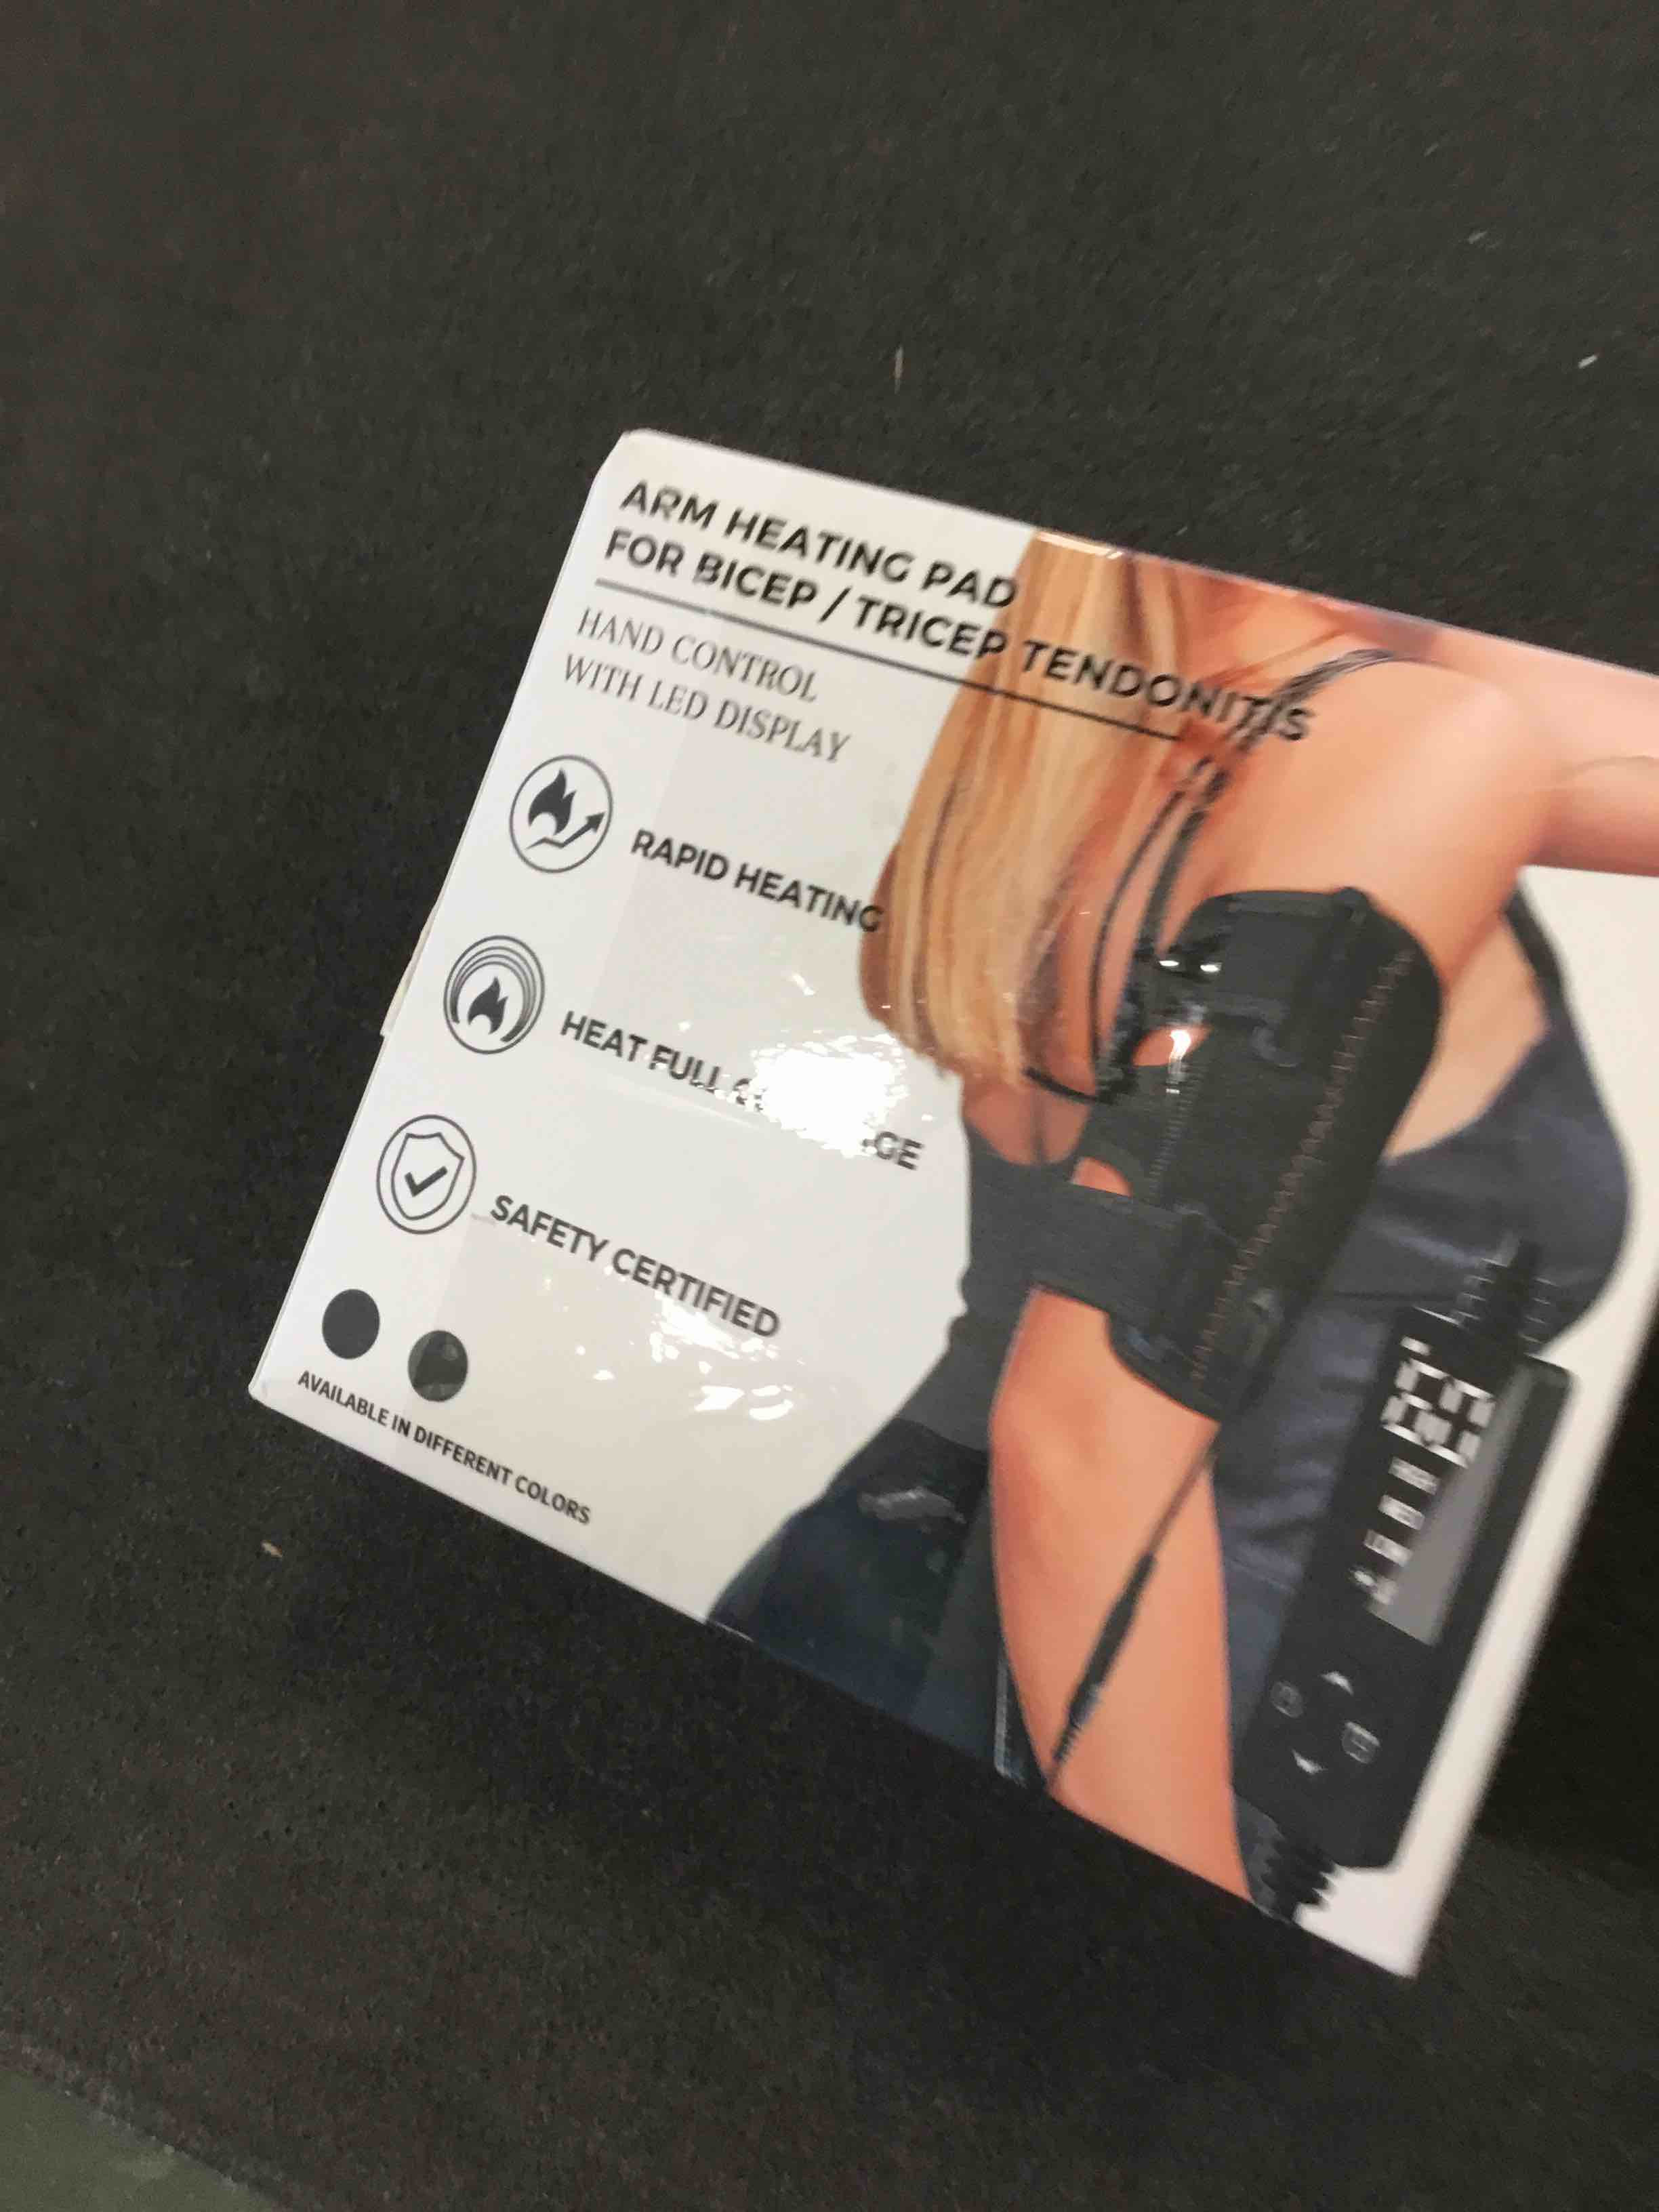 ARM HEATING PAD
FOR BICEP / TRICEP TENDONITIS
HAND CONTROL
WITH LED DISPLAY
RAPID HEATING
HEAT FULL
SAFETY CERTIFIED
AVAILABLE IN DIFFERENT COLORS